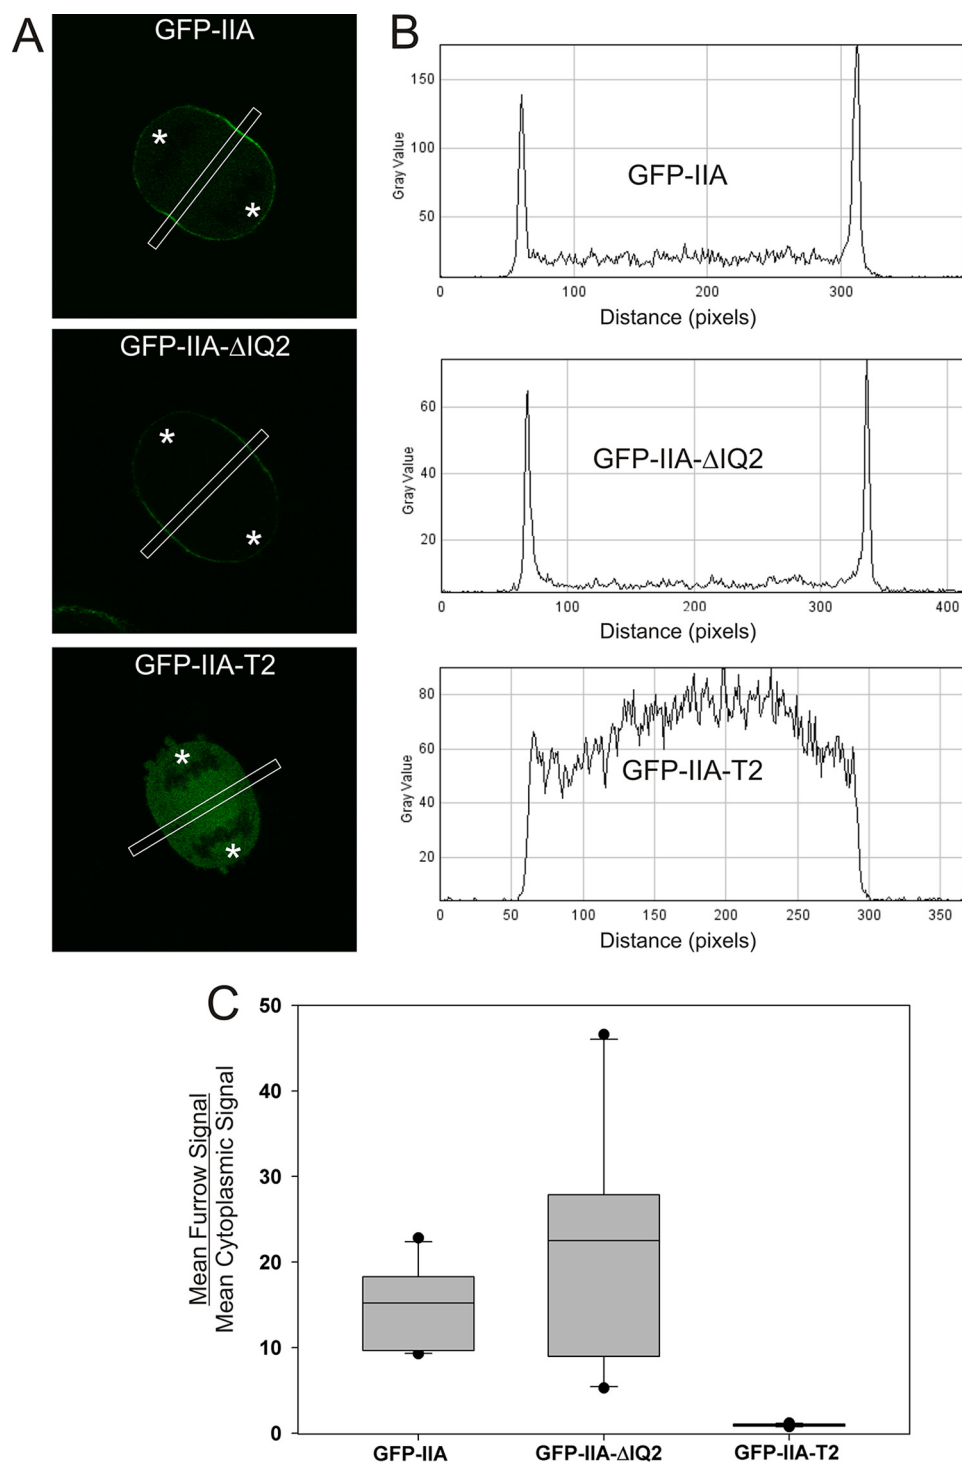 A
GFP-IIA
*
*
GFP-IIA-ΔIQ2
*
*
GFP-IIA-T2
*
*
B
Gray Value
150
100
50
GFP-IIA
0 100 200 300
Distance (pixels)
Gray Value
60
40
20
GFP-IIA-ΔIQ2
0 100 200 300 400
Distance (pixels)
Gray Value
80
60
40
20
GFP-IIA-T2
0 50 100 150 200 250 300 350
Distance (pixels)
C
Mean Furrow Signal
Mean Cytoplasmic Signal
50
40
30
20
10
0
GFP-IIA GFP-IIA-ΔIQ2 GFP-IIA-T2